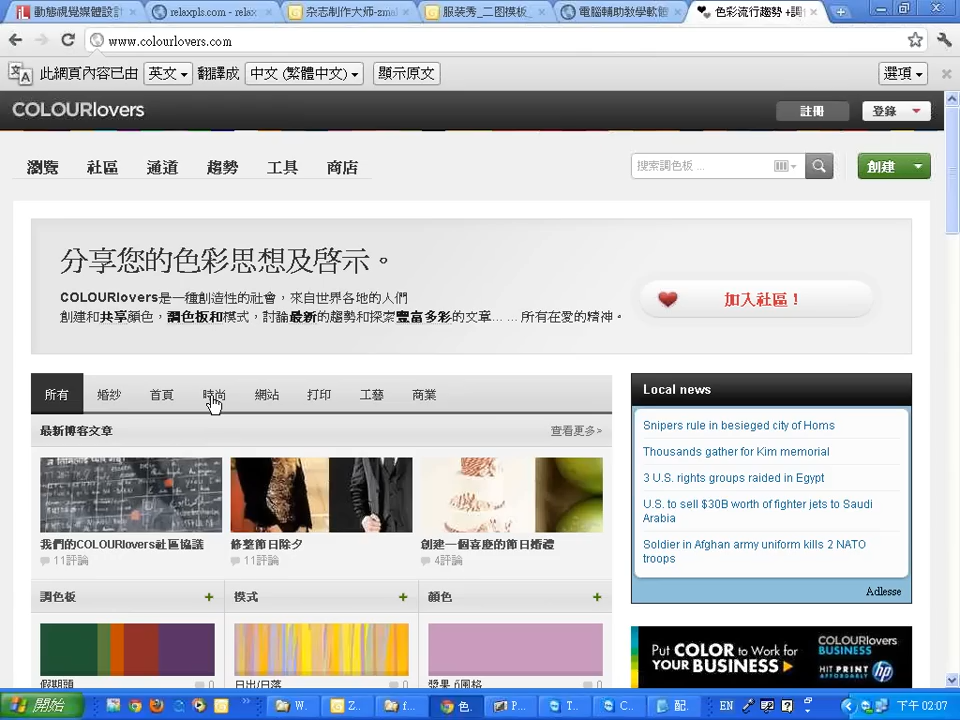 動態視覺媒體設計
relaxpls.com - relax
杂志制作大师-zma
服装秀_二图模板_
電腦輔助教學軟體
色彩流行趨勢 +調
www.colourlovers.com
此網頁內容已由 英文 翻譯成 中文 (繁體中文) 顯示原文 選項
COLOURlovers
註冊 登錄
瀏覽 社區 通道 趨勢 工具 商店
搜索調色板 ...
創建
分享您的色彩思想及啓示。
COLOURlovers是一種創造性的社會，來自世界各地的人們
創建和共享顏色，調色板和模式，討論最新的趨勢和探索豐富多彩的文章... ... 所有在愛的精神。
加入社區！
所有 婚紗 首頁 時尚 網站 打印 工藝 商業
最新博客文章 查看更多»
我們的COLOURlovers社區協議
11評論
修整節日除夕
11評論
創建一個喜慶的節日婚禮
4評論
調色板 + 模式 + 顏色 +
假期頭 0
日出/日落 0
0
Local news
Snipers rule in besieged city of Homs
Thousands gather for Kim memorial
3 U.S. rights groups raided in Egypt
U.S. to sell $30B worth of fighter jets to Saudi
Arabia
Soldier in Afghan army uniform kills 2 NATO
troops
Adlesse
Put COLOR to Work for
YOUR BUSINESS
COLOURlovers
BUSINESS
HIT PRINT
AFFORDABLY
hp
開始 W... Z... f... 色.. P... T... C... 配.. EN 下午 02:07